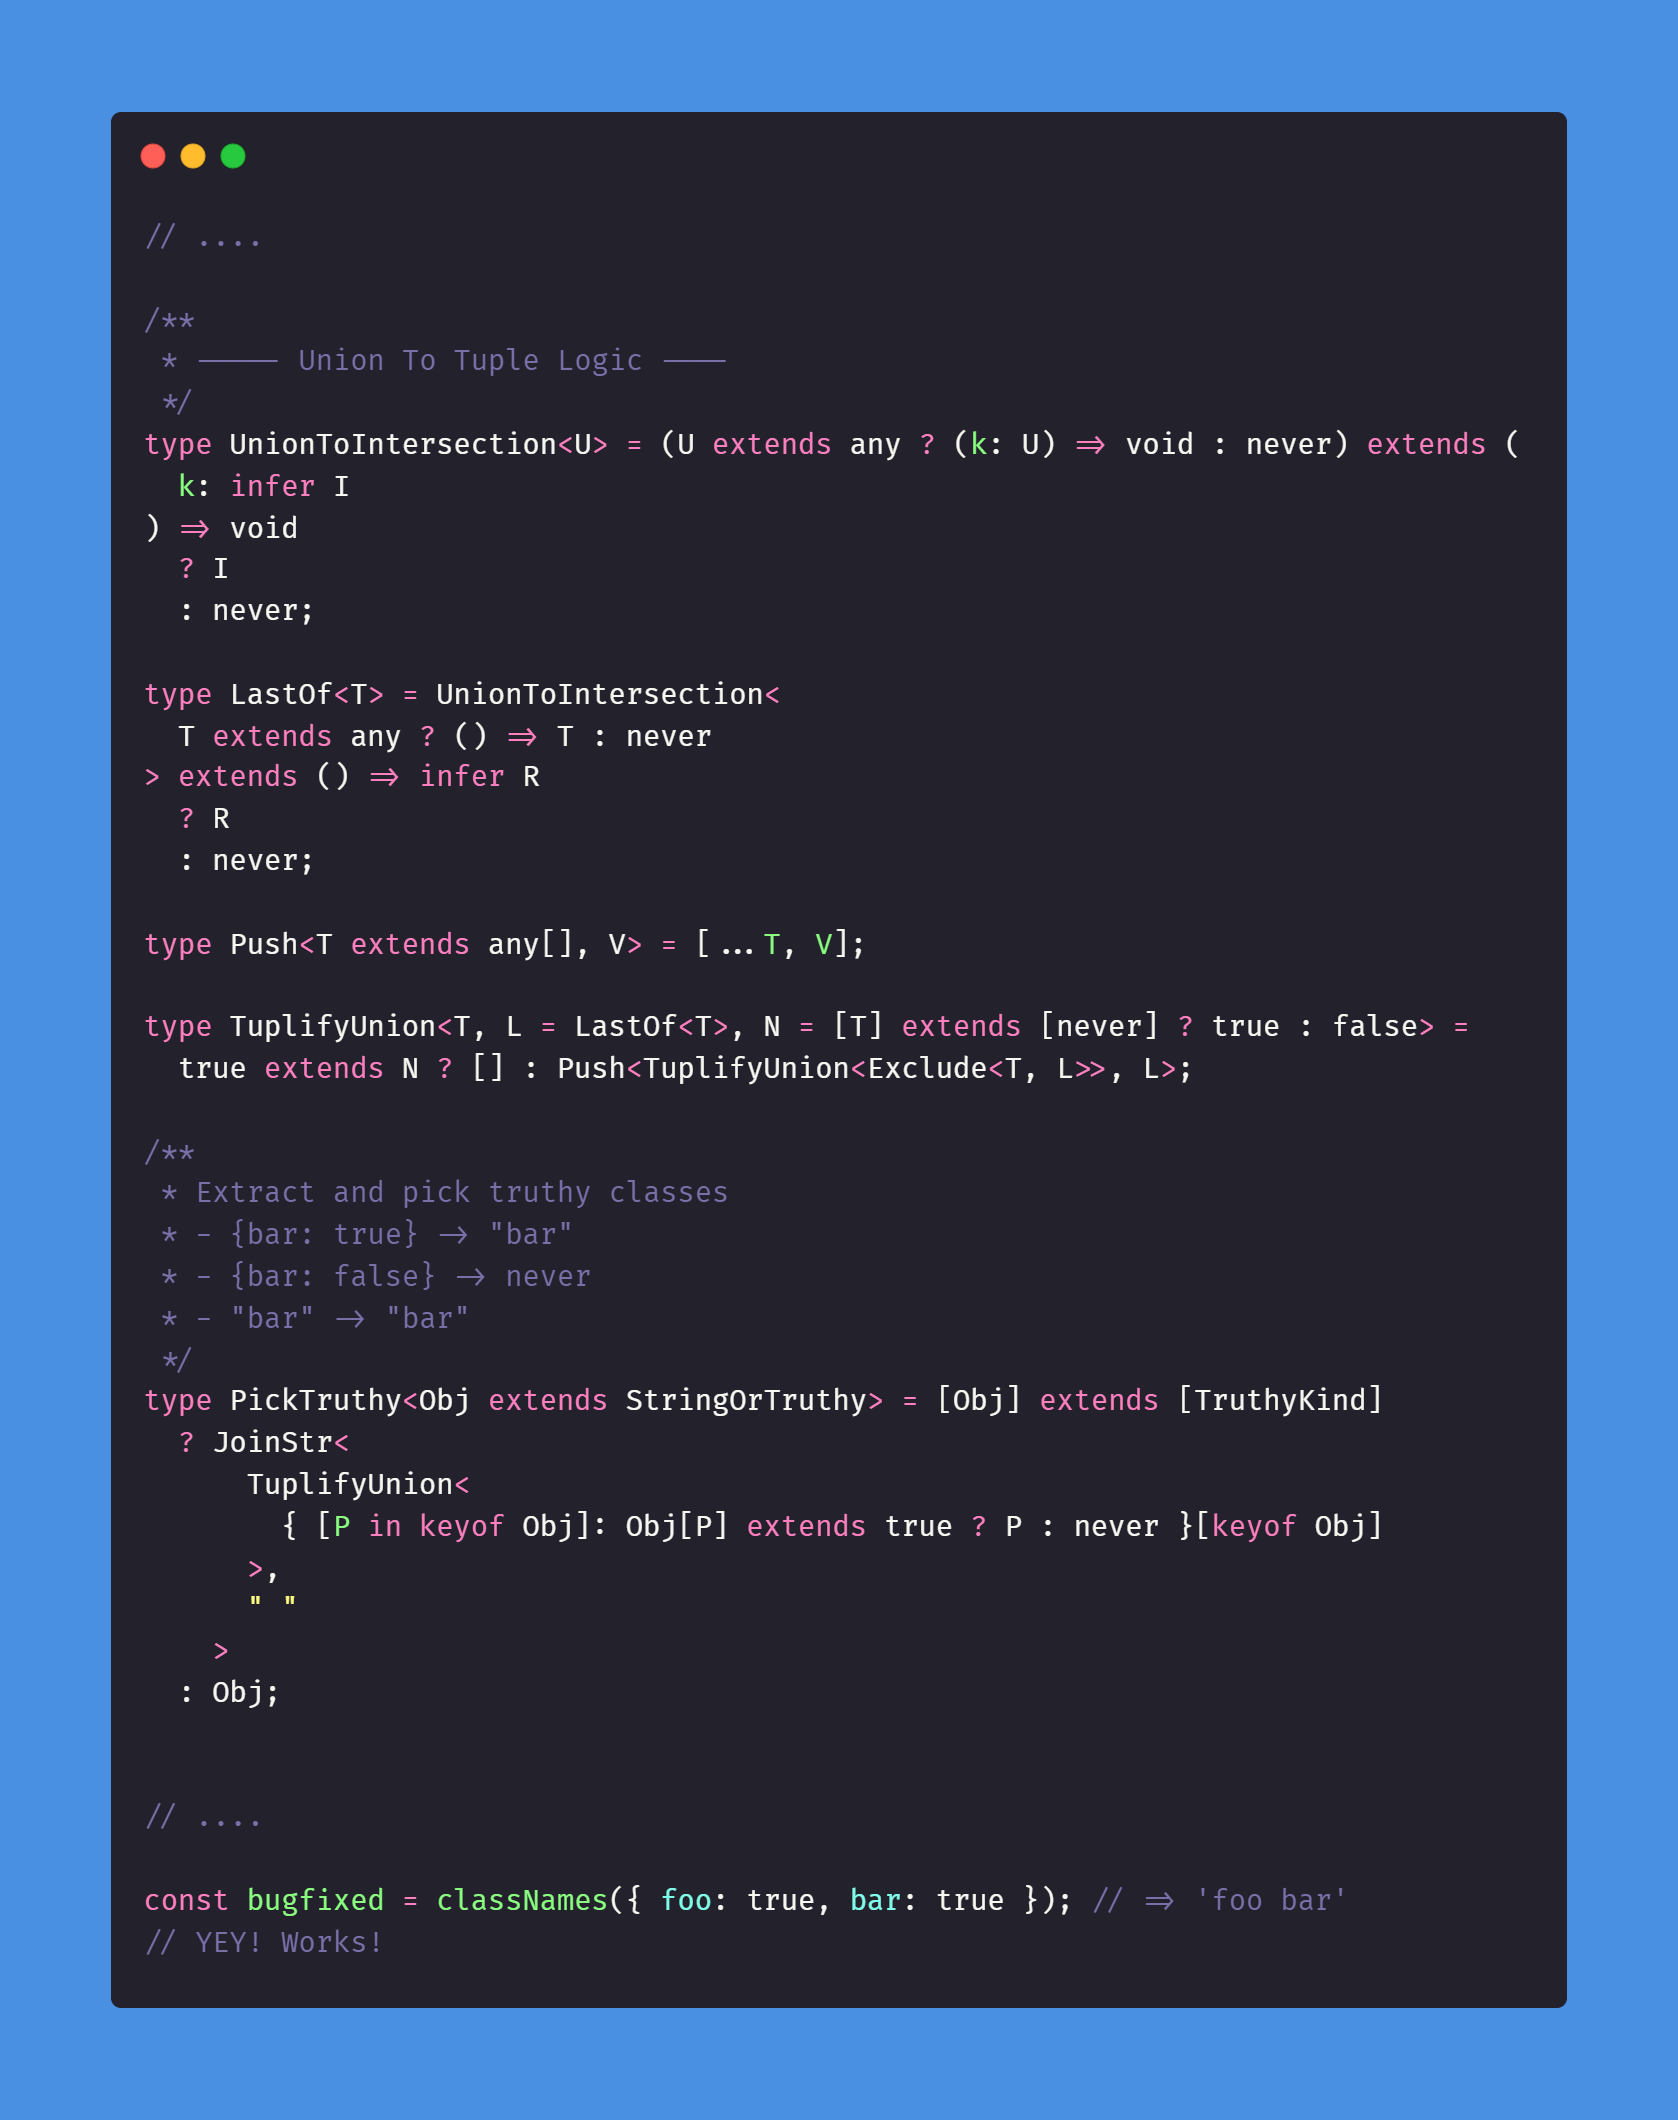 // ....
/**
 * ----- Union To Tuple Logic ----
 */
type UnionToIntersection<U> = (U extends any ? (k: U) => void : never) extends (
  k: infer I
) => void
  ? I
  : never;
type LastOf<T> = UnionToIntersection<
  T extends any ? () => T : never
> extends () => infer R
  ? R
  : never;
type Push<T extends any[], V> = [...T, V];
type TuplifyUnion<T, L = LastOf<T>, N = [T] extends [never] ? true : false> =
  true extends N ? [] : Push<TuplifyUnion<Exclude<T, L>>, L>;
/**
 * Extract and pick truthy classes
 * - {bar: true} -> "bar"
 * - {bar: false} -> never
 * - "bar" -> "bar"
 */
type PickTruthy<Obj extends StringOrTruthy> = [Obj] extends [TruthyKind]
  ? JoinStr<
      TuplifyUnion<
        { [P in keyof Obj]: Obj[P] extends true ? P : never }[keyof Obj]
      >,
      " "
    >
  : Obj;
// ....
const bugfixed = classNames({ foo: true, bar: true }); // => 'foo bar'
// YEY! Works!